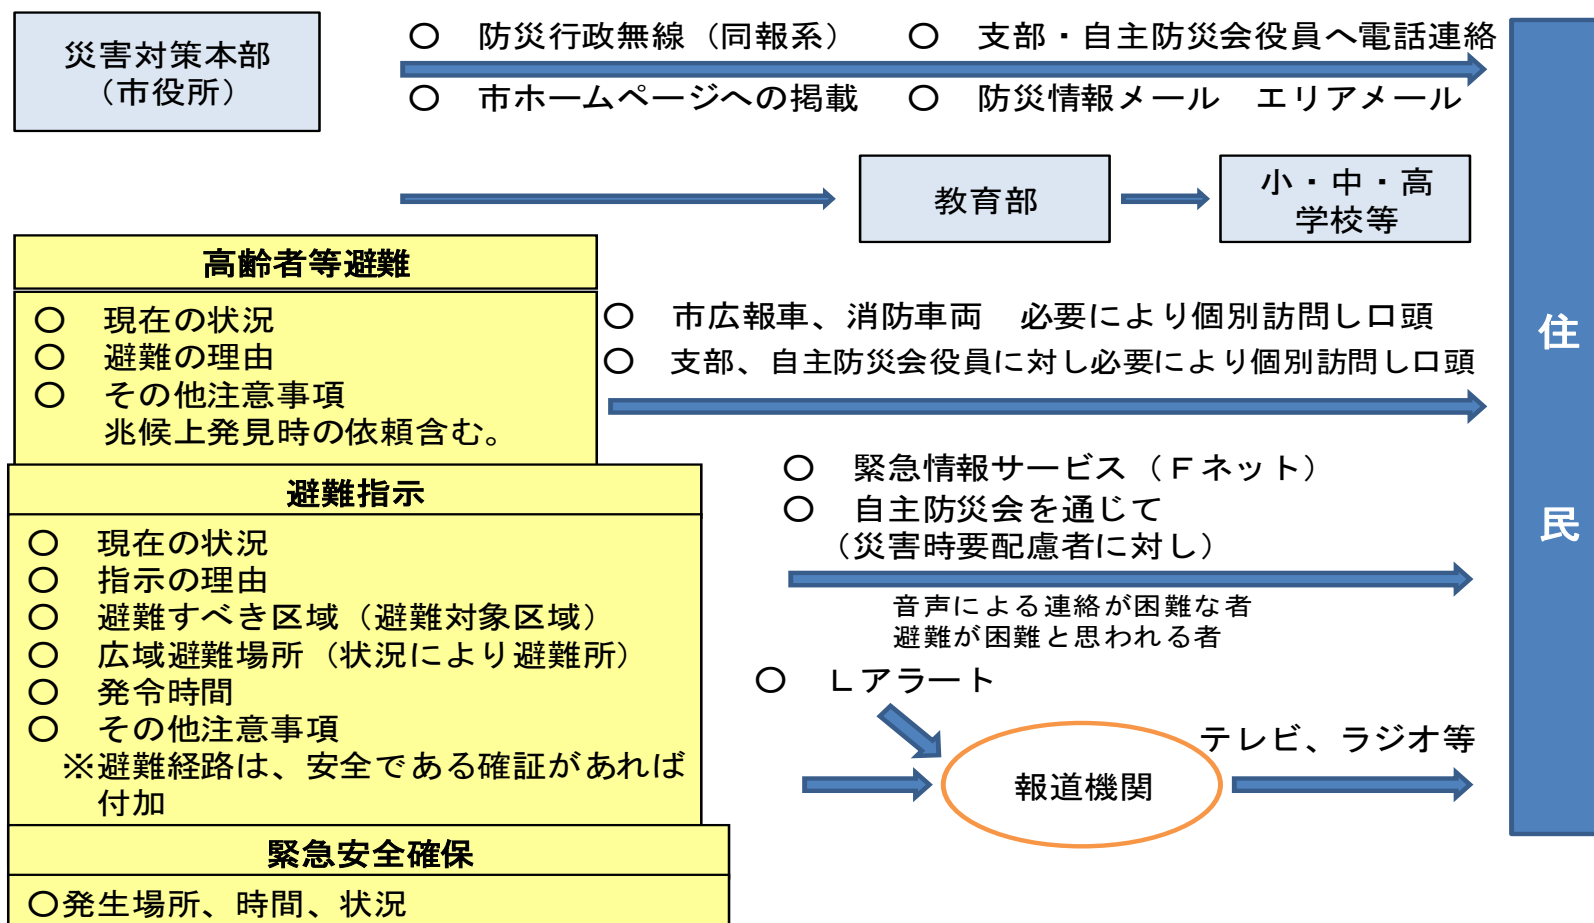 災害対策本部
（市役所）
〇　防災行政無線（同報系）　〇　支部・自主防災会役員へ電話連絡
〇　市ホームページへの掲載　〇　防災情報メール　エリアメール
教育部
小・中・高
学校等
高齢者等避難
〇　現在の状況
〇　避難の理由
〇　その他注意事項
兆候上発見時の依頼含む。
〇　市広報車、消防車両　必要により個別訪問し口頭
〇　支部、自主防災会役員に対し必要により個別訪問し口頭
避難指示
〇　現在の状況
〇　指示の理由
〇　避難すべき区域（避難対象区域）
〇　広域避難場所（状況により避難所）
〇　発令時間
〇　その他注意事項
※避難経路は、安全である確証があれば
付加
〇　緊急情報サービス（Ｆネット）
〇　自主防災会を通じて
（災害時要配慮者に対し）
音声による連絡が困難な者
避難が困難と思われる者
〇　Ｌアラート
報道機関
テレビ、ラジオ等
緊急安全確保
〇発生場所、時間、状況
住
民